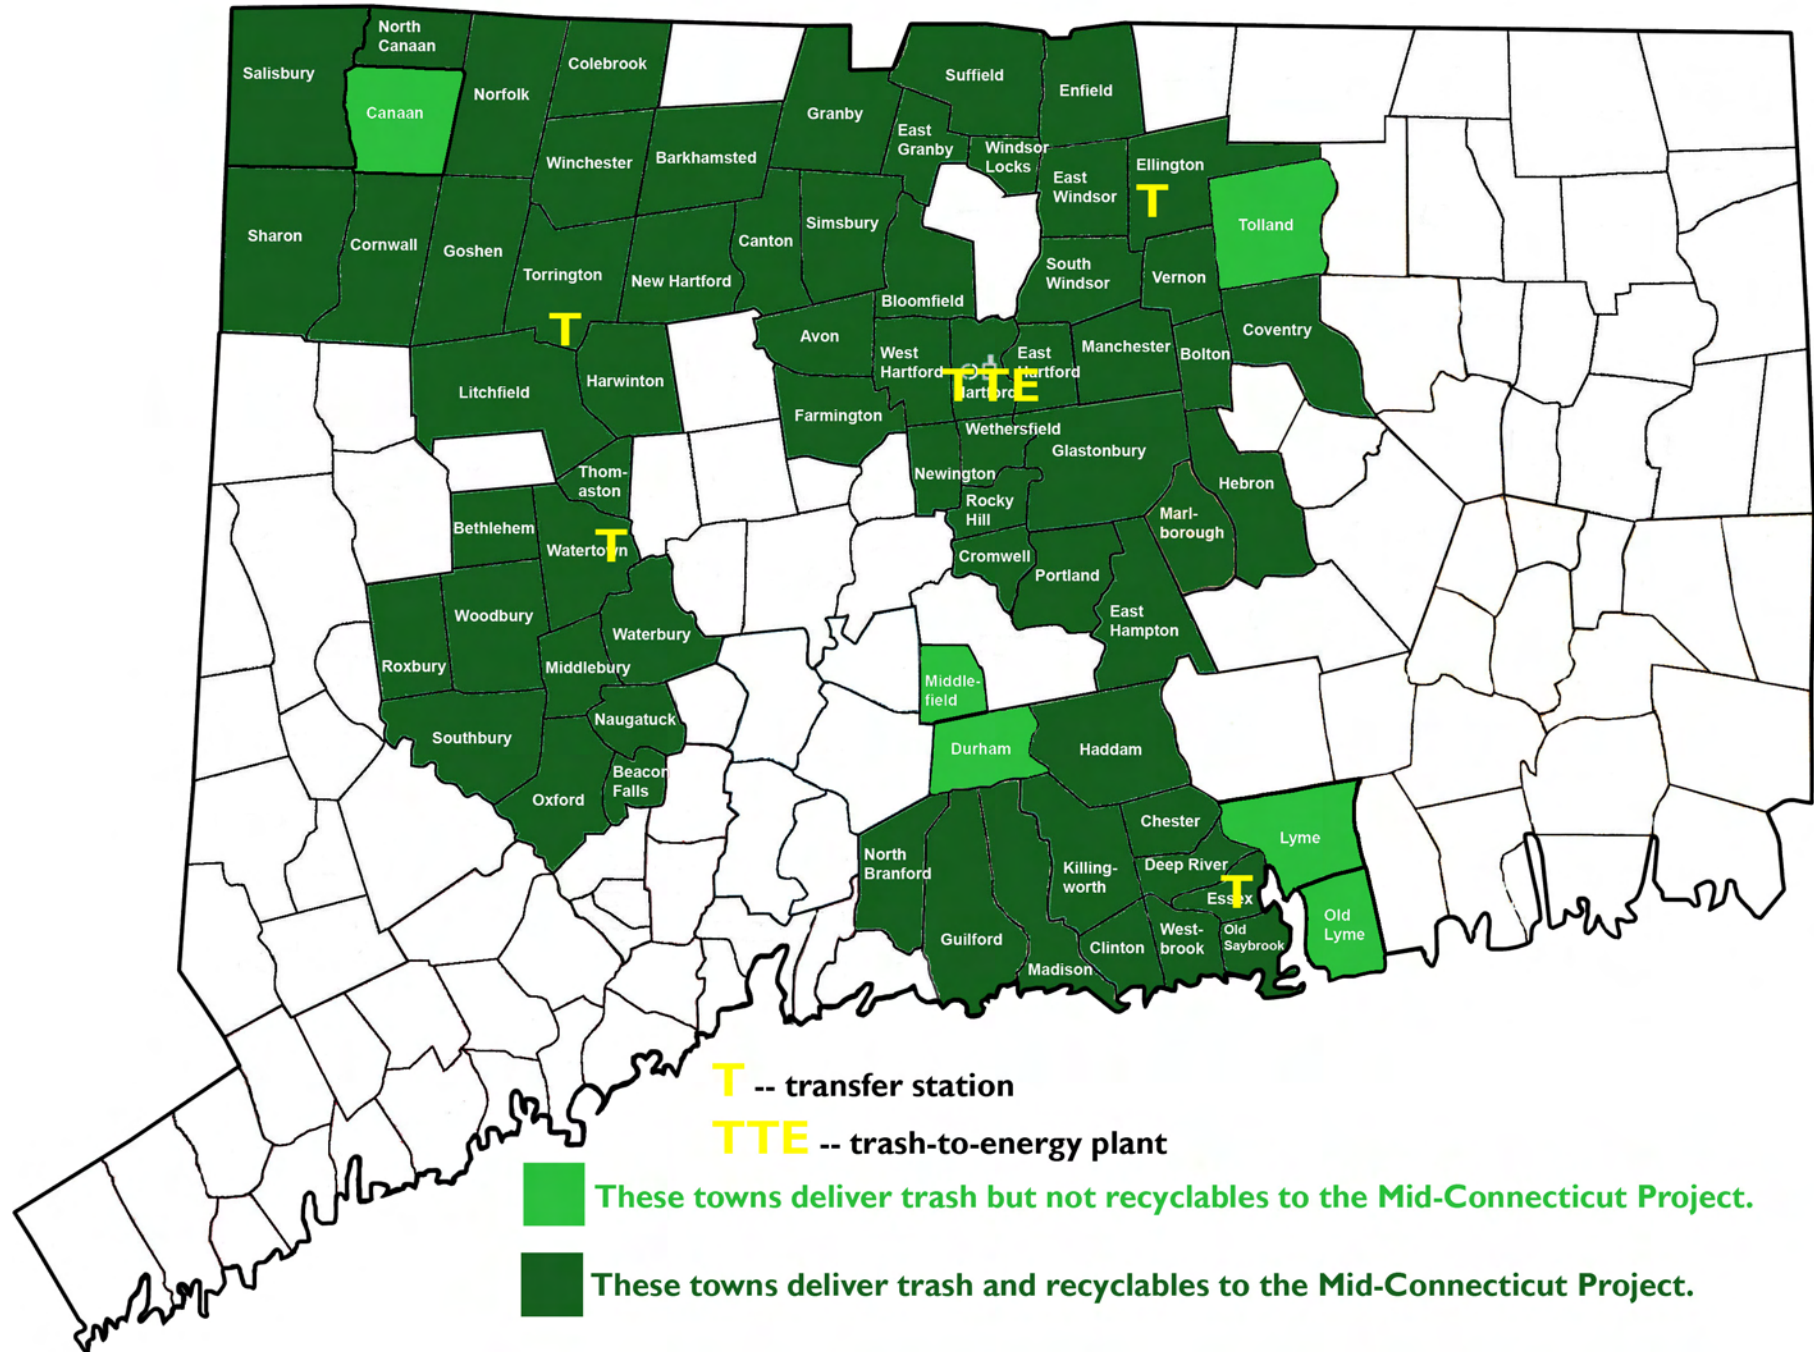 North
Canaan
Salisbury
Canaan
Norfolk
Colebrook
Granby
Suffield
Enfield
East
Granby
Windsor
Locks
Winchester
Barkhamsted
East
Windsor
Ellington
T
Tolland
Sharon
Cornwall
Goshen
Torrington
New Hartford
Canton
Simsbury
Bloomfield
South
Windsor
Vernon
T
Avon
West
Hartford
East
Hartford
Manchester
Bolton
Coventry
Litchfield
Harwinton
TTE
Hartford
Farmington
Wethersfield
Glastonbury
Newington
Rocky
Hill
Hebron
Marl-
borough
Thom-
aston
Bethlehem
Watertown
T
Cromwell
Portland
East
Hampton
Woodbury
Waterbury
Roxbury
Middlebury
Middle-
field
Naugatuck
Southbury
Durham
Haddam
Beacon
Falls
Oxford
Chester
Lyme
North
Branford
Killing-
worth
Deep River
T
Essex
Guilford
Madison
Clinton
West-
brook
Old
Saybrook
Old
Lyme
T -- transfer station
TTE -- trash-to-energy plant
These towns deliver trash but not recyclables to the Mid-Connecticut Project.
These towns deliver trash and recyclables to the Mid-Connecticut Project.